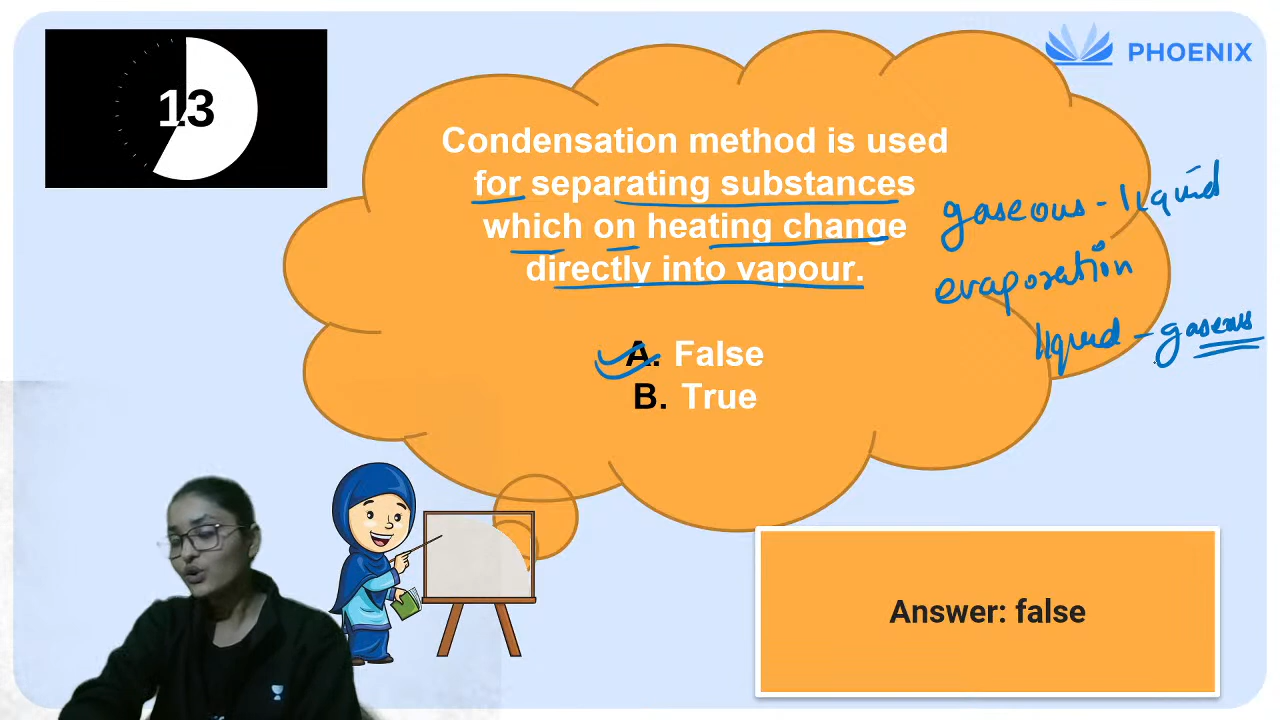 13
PHOENIX
Condensation method is used
for separating substances
which on heating change
directly into vapour.
A. False
B. True
gaseous - liquid
evaporation
liquid - gaseous
Answer: false